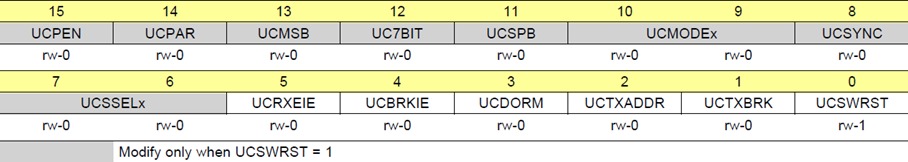 15 14 13 12 11 10 9 8
UCPEN UCPAR UCMSB UC7BIT UCSPB UCMODEx UCSYNC
rw-0 rw-0 rw-0 rw-0 rw-0 rw-0 rw-0 rw-0
7 6 5 4 3 2 1 0
UCSSELx UCRXEIE UCBRKIE UCDORM UCTXADDR UCTXBRK UCSWRST
rw-0 rw-0 rw-0 rw-0 rw-0 rw-0 rw-0 rw-1
Modify only when UCSWRST = 1